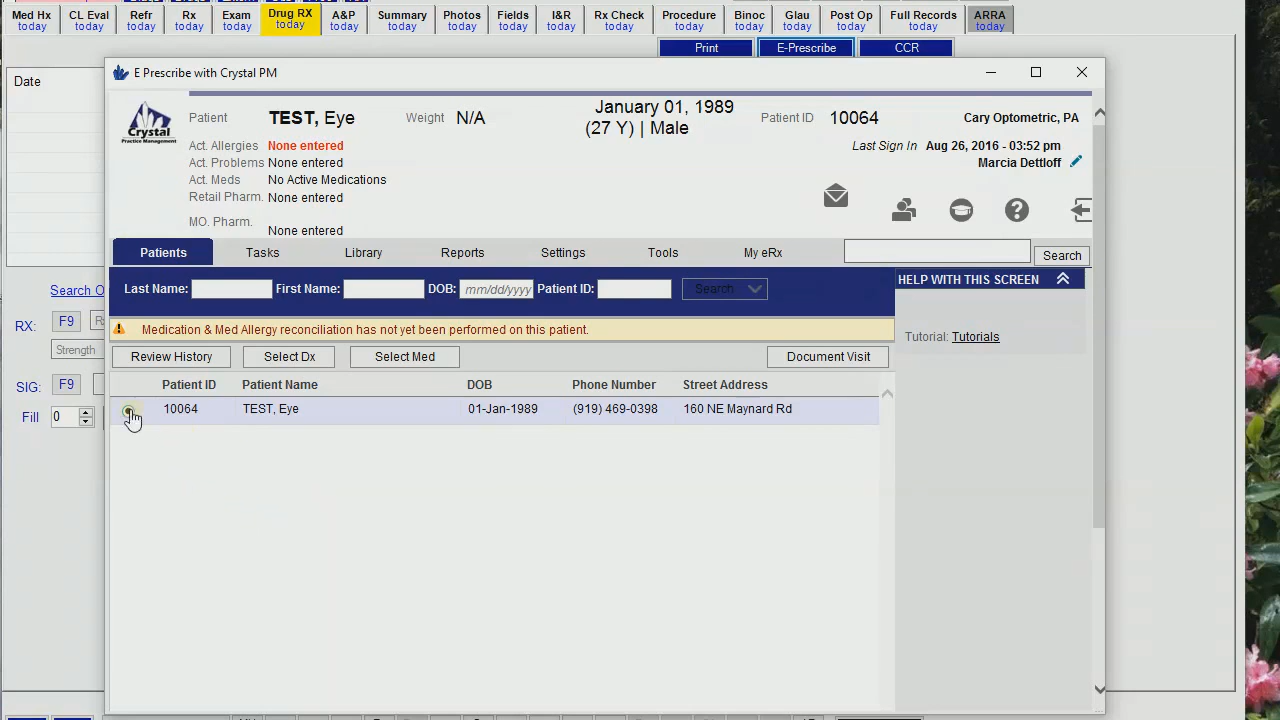 Med Hx today CL Eval today Refr today Rx today Exam today Drug RX today A&P today Summary today Photos today Fields today I&R today Rx Check today Procedure today Binoc today Glau today Post Op today Full Records today ARRA today
Print E-Prescribe CCR
E Prescribe with Crystal PM
Date
Crystal
Practice Management
Patient TEST, Eye Weight N/A January 01, 1989 (27 Y) | Male Patient ID 10064 Cary Optometric, PA
Act. Allergies None entered
Last Sign In Aug 26, 2016 - 03:52 pm
Act. Problems None entered
Marcia Dettloff
Act. Meds No Active Medications
Retail Pharm. None entered
MO. Pharm. None entered
Patients Tasks Library Reports Settings Tools My eRx Search
Last Name: First Name: DOB: mm/dd/yyyy Patient ID: Search
HELP WITH THIS SCREEN
Search O
RX: F9
Medication & Med Allergy reconciliation has not yet been performed on this patient.
Tutorial: Tutorials
Strength
Review History Select Dx Select Med Document Visit
SIG: F9
Patient ID Patient Name DOB Phone Number Street Address
Fill 0
10064 TEST, Eye 01-Jan-1989 (919) 469-0398 160 NE Maynard Rd